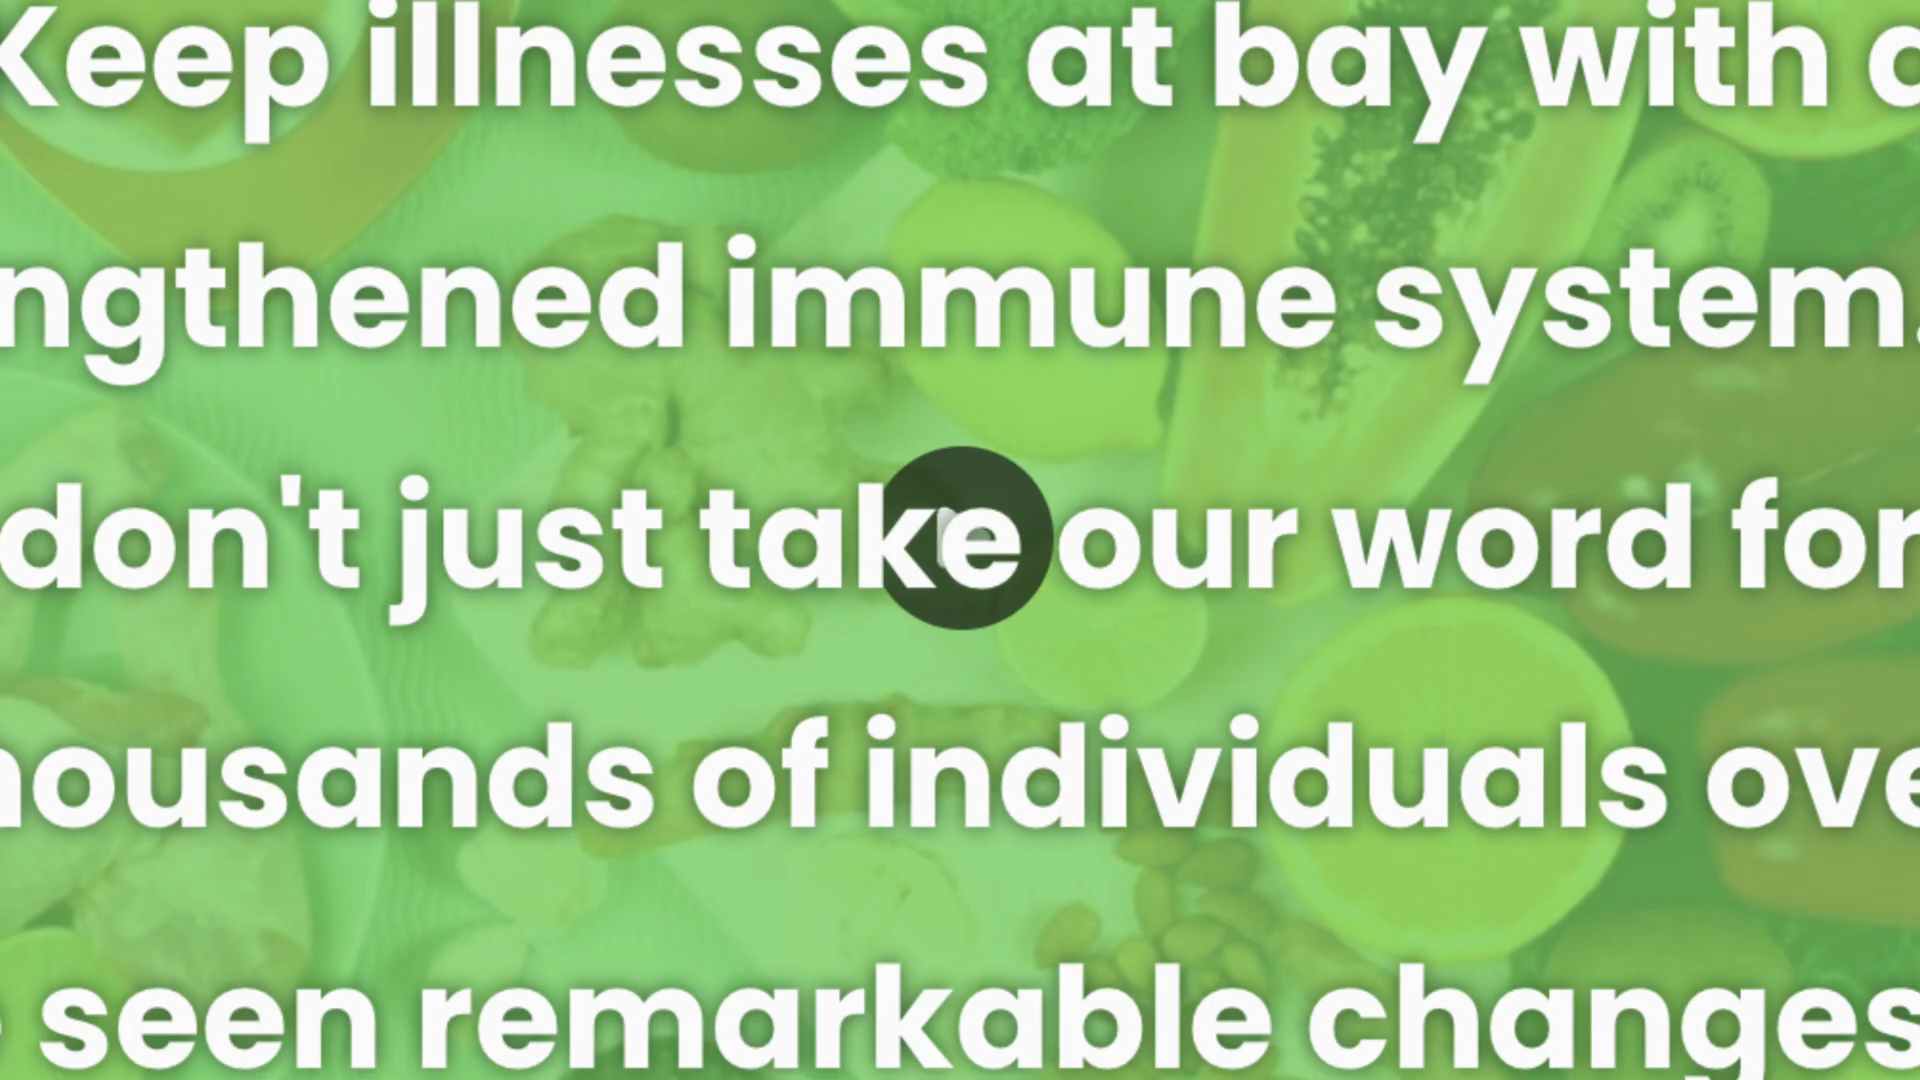 Keep illnesses at bay with a
ngthened immune system.
don't just take our word for
housands of individuals ove
seen remarkable changes